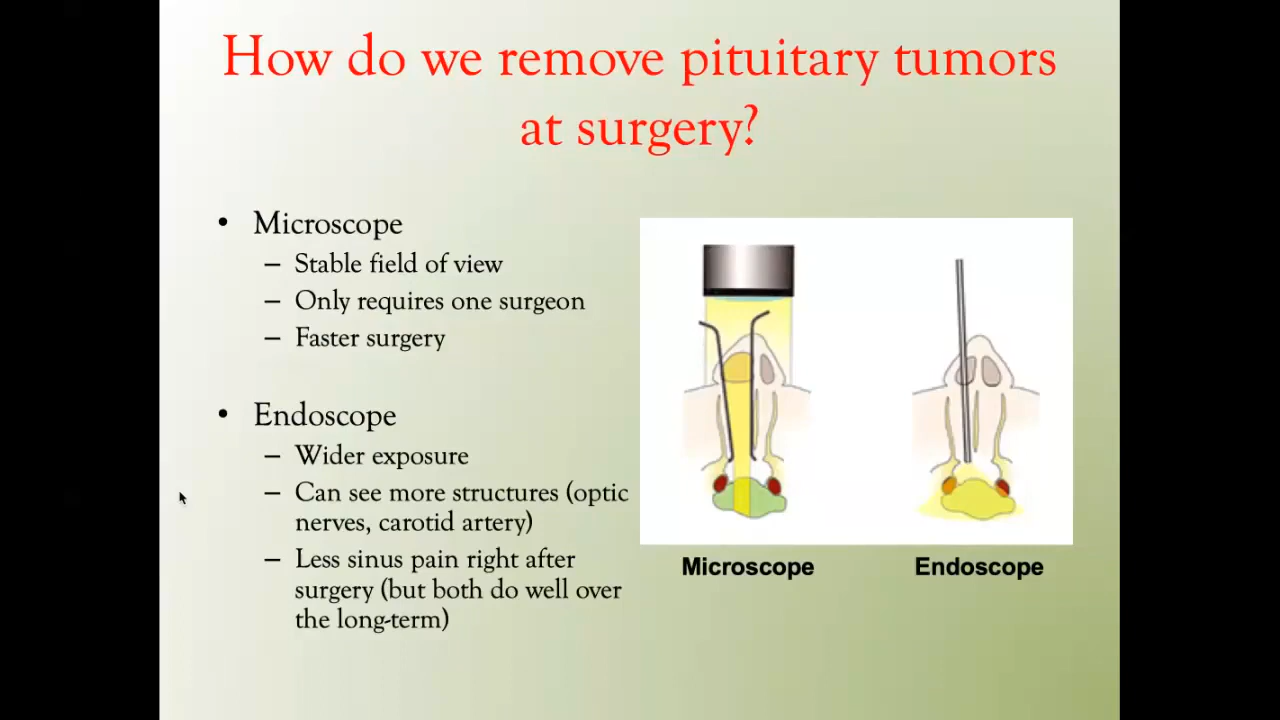 How do we remove pituitary tumors
at surgery?
• Microscope
– Stable field of view
– Only requires one surgeon
– Faster surgery
• Endoscope
– Wider exposure
– Can see more structures (optic
nerves, carotid artery)
– Less sinus pain right after
surgery (but both do well over
the long-term)
Microscope
Endoscope